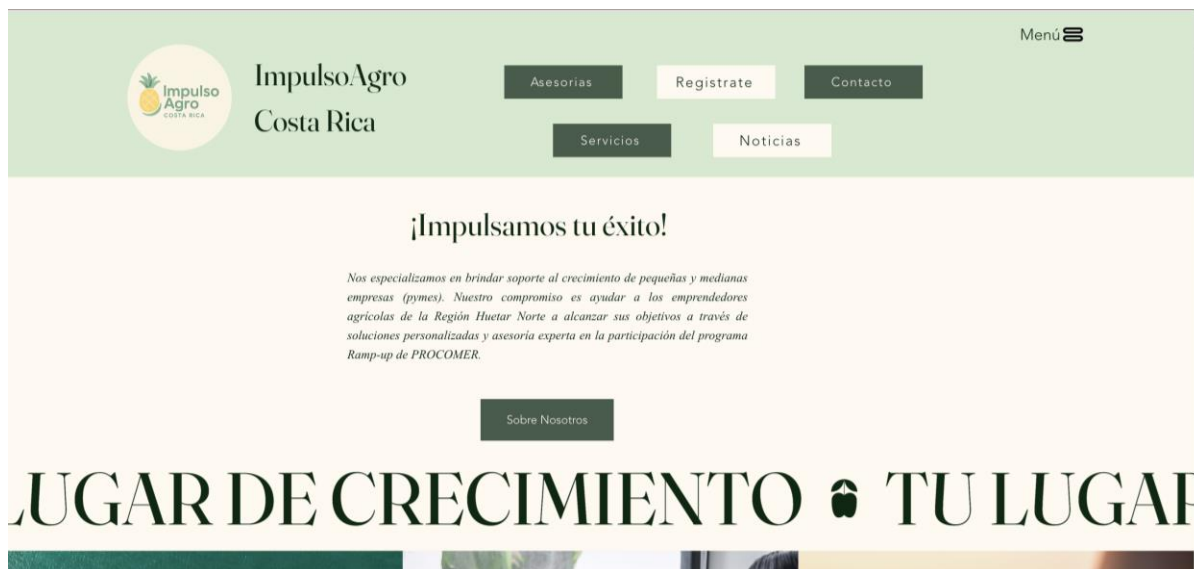 Menú
Impulso
Agro
COSTA RICA
ImpulsoAgro
Costa Rica
Asesorias
Registrate
Contacto
Servicios
Noticias
¡Impulsamos tu éxito!
Nos especializamos en brindar soporte al crecimiento de pequeñas y medianas
empresas (pymes). Nuestro compromiso es ayudar a los emprendedores
agrícolas de la Región Huetar Norte a alcanzar sus objetivos a través de
soluciones personalizadas y asesoría experta en la participación del programa
Ramp-up de PROCOMER.
Sobre Nosotros
LUGAR DE CRECIMIENTO TU LUGAR